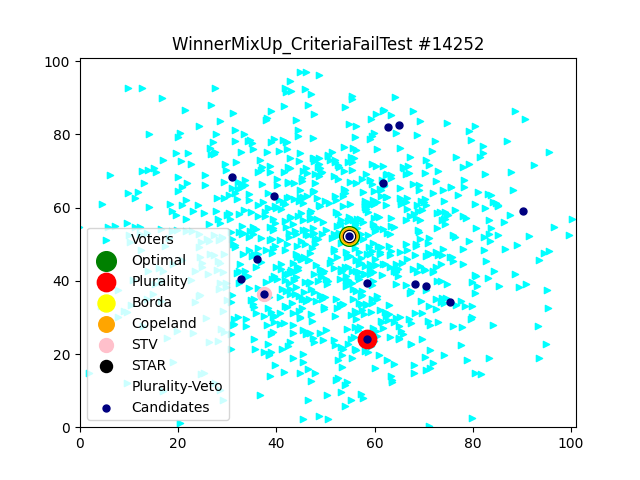 WinnerMixUp_CriteriaFailTest #14252
100
80
60
40
20
0
Voters
Optimal
Plurality
Borda
Copeland
STV
STAR
Plurality-Veto
Candidates
0 20 40 60 80 100